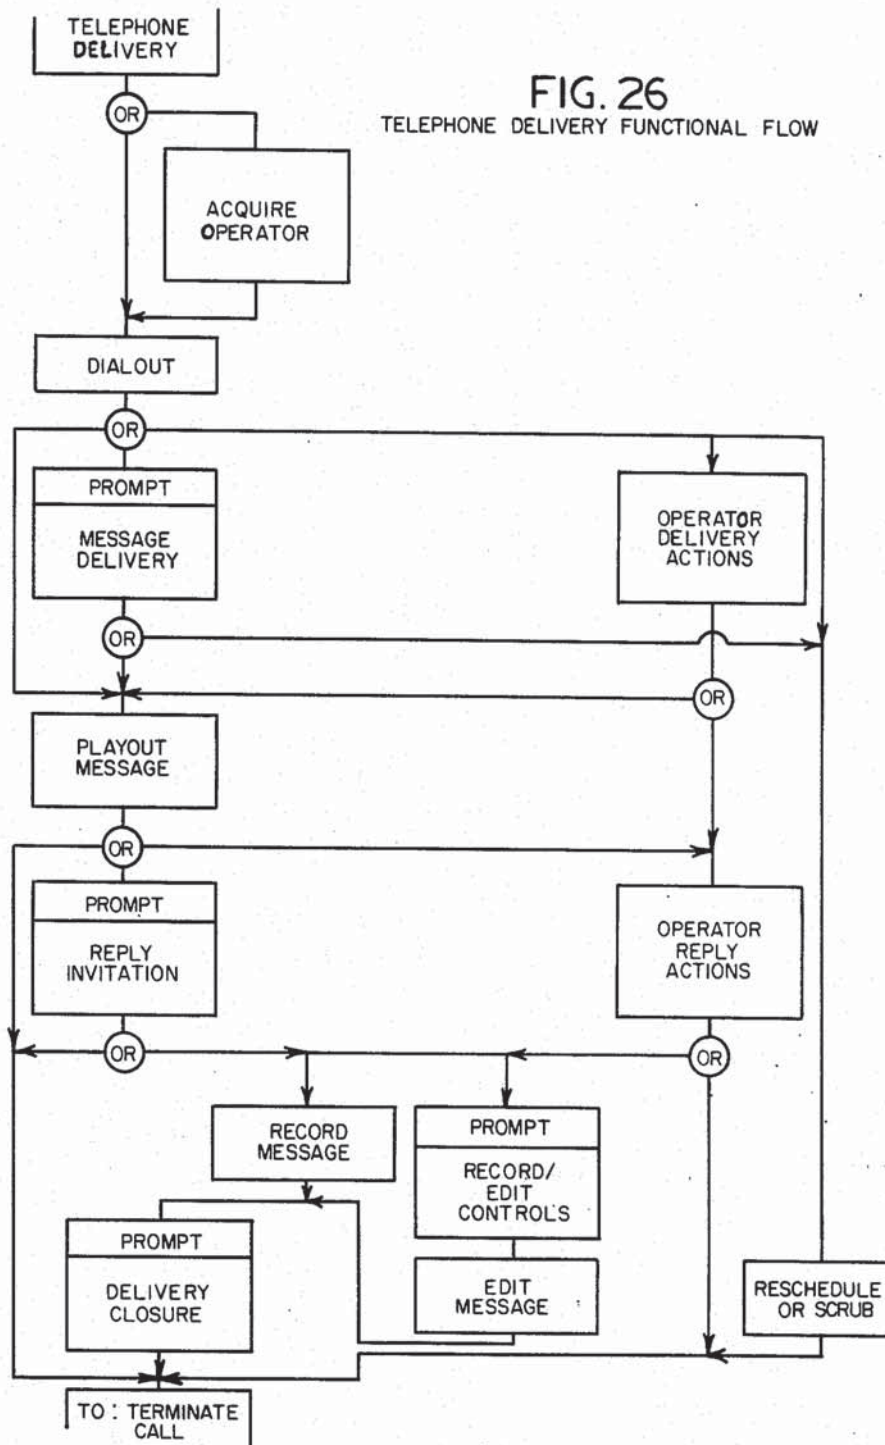 TELEPHONE
DELIVERY
FIG. 26
TELEPHONE DELIVERY FUNCTIONAL FLOW
OR
ACQUIRE
OPERATOR
DIALOUT
OR
PROMPT
MESSAGE
DELIVERY
OPERATOR
DELIVERY
ACTIONS
OR
OR
PLAYOUT
MESSAGE
OR
PROMPT
REPLY
INVITATION
OPERATOR
REPLY
ACTIONS
OR
OR
RECORD
MESSAGE
PROMPT
RECORD/
EDIT
CONTROLS
PROMPT
DELIVERY
CLOSURE
EDIT
MESSAGE
RESCHEDULE
OR SCRUB
TO: TERMINATE
CALL